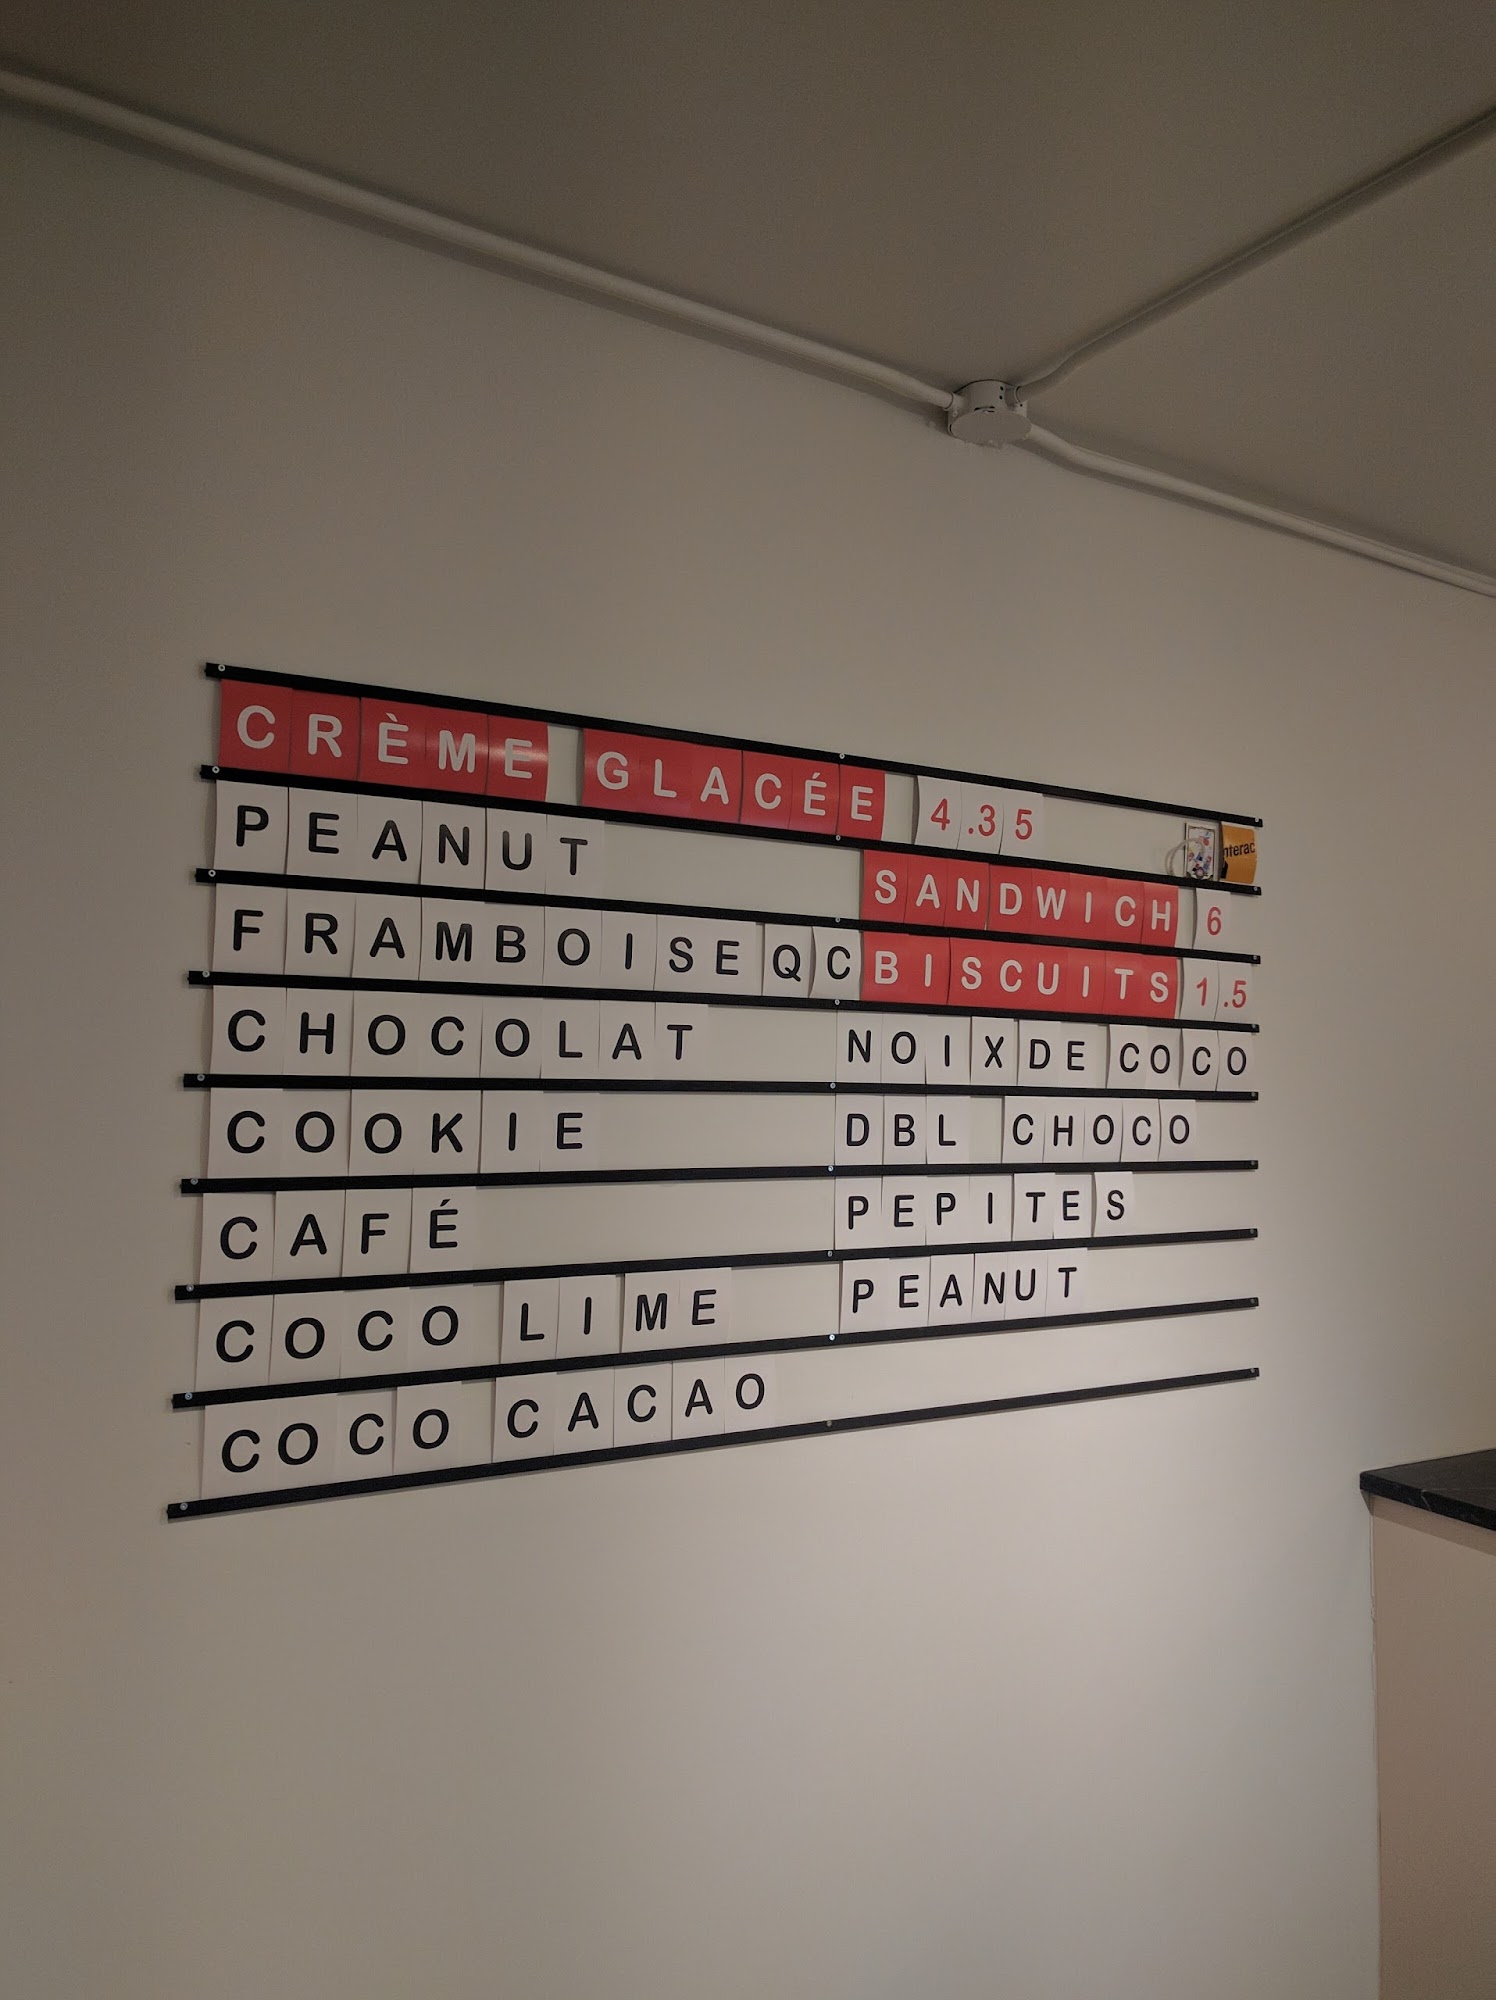 CRÈME GLACÉE 4.35
PEANUT
FRAMBOISE QC
CHOCOLAT
COOKIE
CAFÉ
COCO LIME
COCO CACAO
nterac
SANDWICH 6
BISCUITS 1.5
NOIX DE COCO
DBL CHOCO
PEPITES
PEANUT